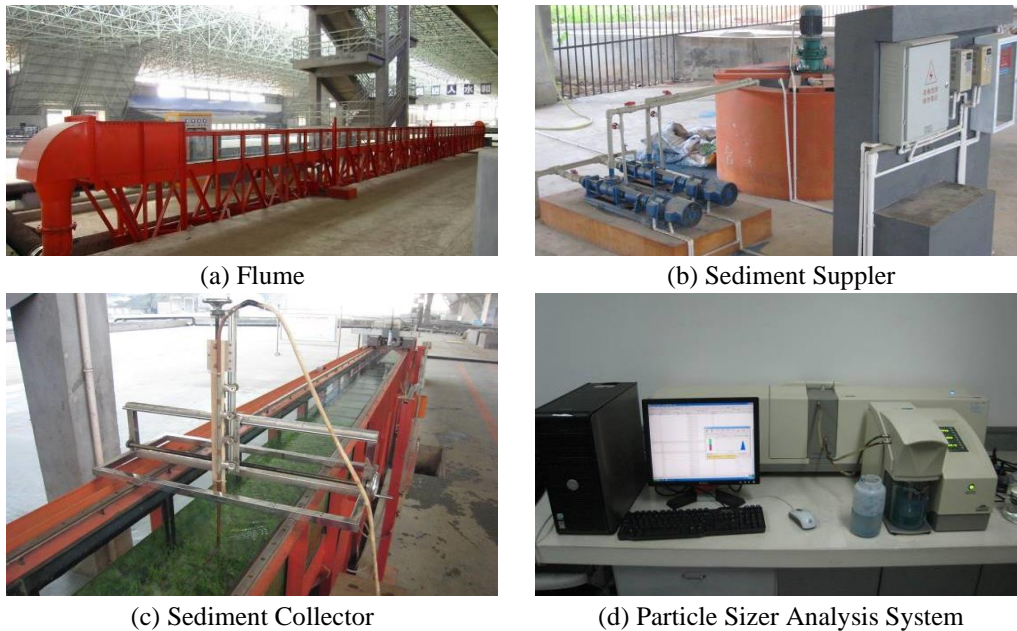 (a) Flume
(b) Sediment Suppler
(c) Sediment Collector
(d) Particle Sizer Analysis System